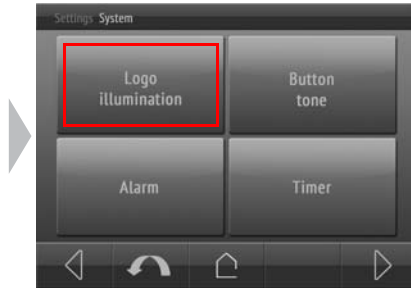 Settings System
Logo
illumination
Button
tone
Alarm
Timer